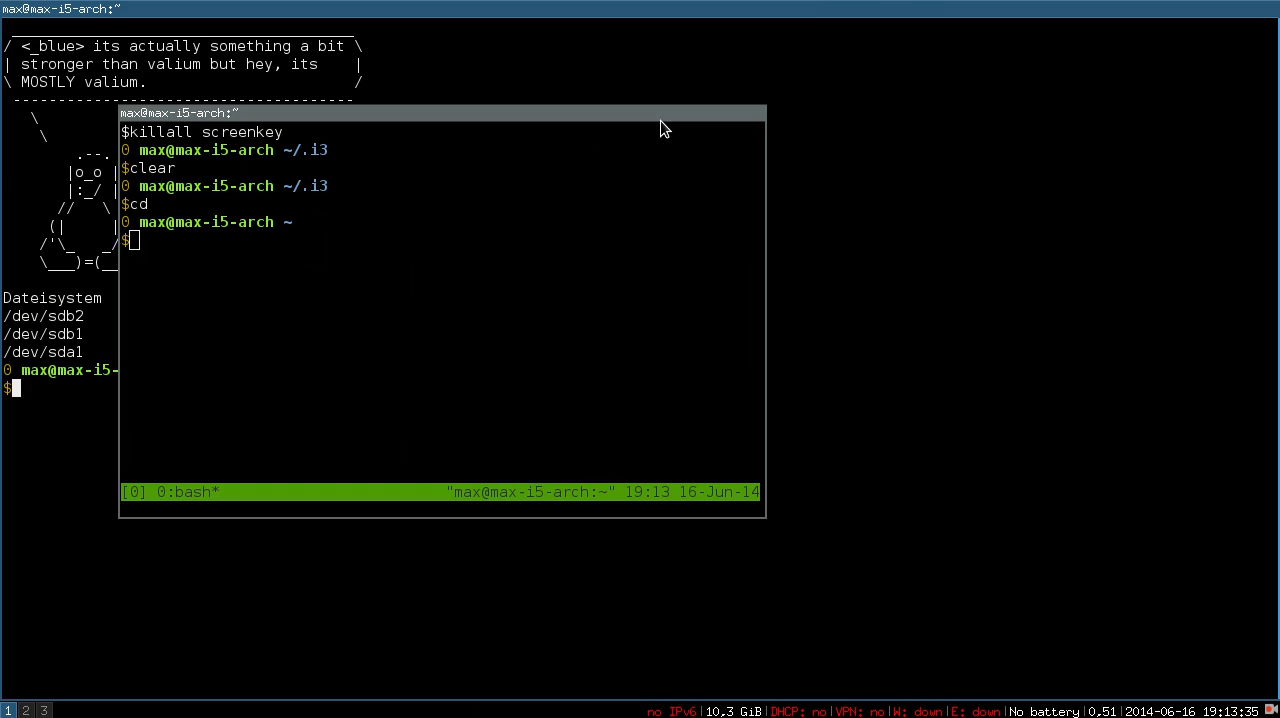 max@max-i5-arch:~
/ <_blue> its actually something a bit \
| stronger than valium but hey, its    |
\ MOSTLY valium.                       /
max@max-i5-arch:~
$killall screenkey
0 max@max-i5-arch ~/.i3
$clear
0 max@max-i5-arch ~/.i3
$cd
0 max@max-i5-arch ~
$
[0] 0:bash* "max@max-i5-arch:~" 19:13 16-Jun-14
\
\
.--.
|o_o |
|:_/ |
//   \
(|     |
/'\_   _/
\___)=(__
Dateisystem
/dev/sdb2
/dev/sdb1
/dev/sda1
0 max@max-i5-
$
1 2 3
no IPv6|10,3 GiB|DHCP: no|VPN: no|W: down|E: down|No battery|0,51|2014-06-16 19:13:35